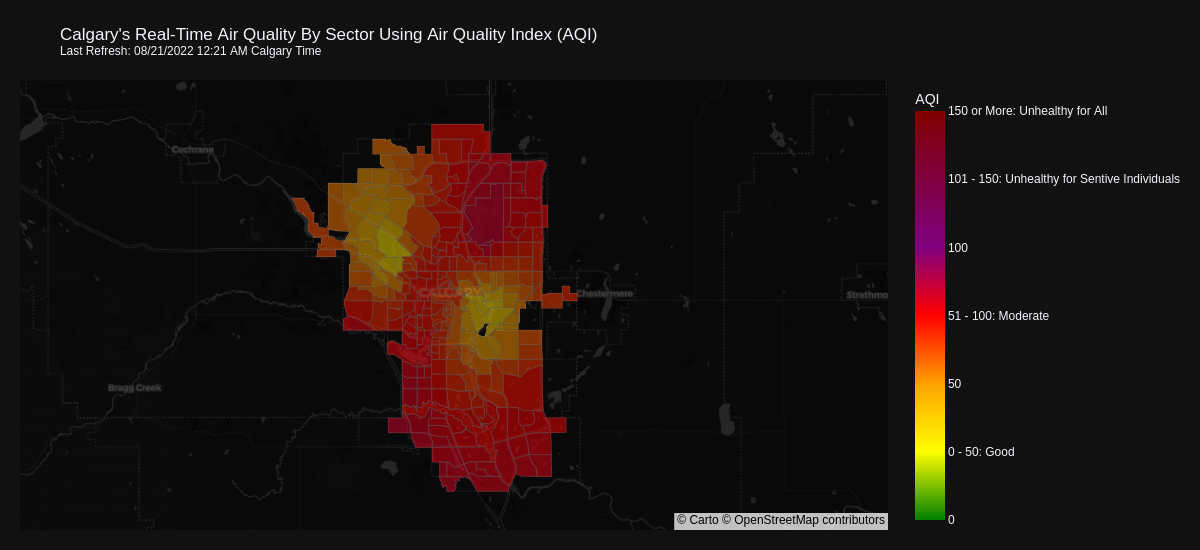 Calgary's Real-Time Air Quality By Sector Using Air Quality Index (AQI)
Last Refresh: 08/21/2022 12:21 AM Calgary Time
AQI
150 or More: Unhealthy for All
Cochrane
101 - 150: Unhealthy for Sentive Individuals
100
CALGARY
Chestermere
Strathmo
51 - 100: Moderate
50
Bragg Creek
0 - 50: Good
0
© Carto © OpenStreetMap contributors